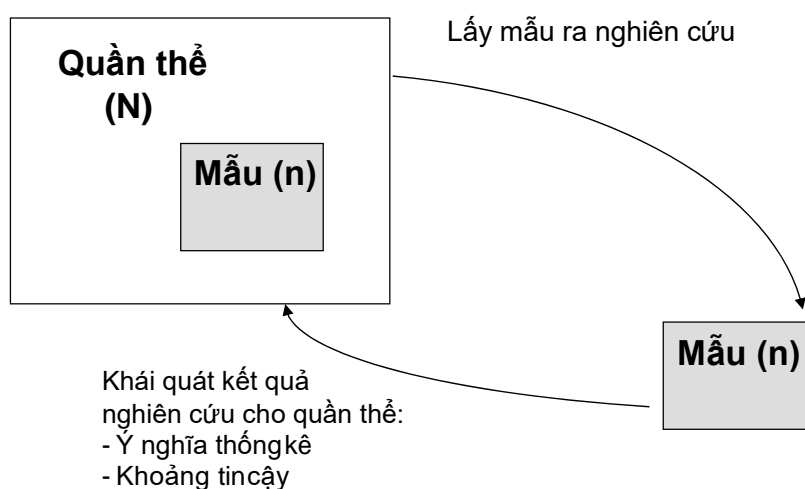 Lấy mẫu ra nghiên cứu
Quần thể
(N)
Mẫu (n)
Mẫu (n)
Khái quát kết quả
nghiên cứu cho quần thể:
- Ý nghĩa thốngkê
- Khoảng tincậy